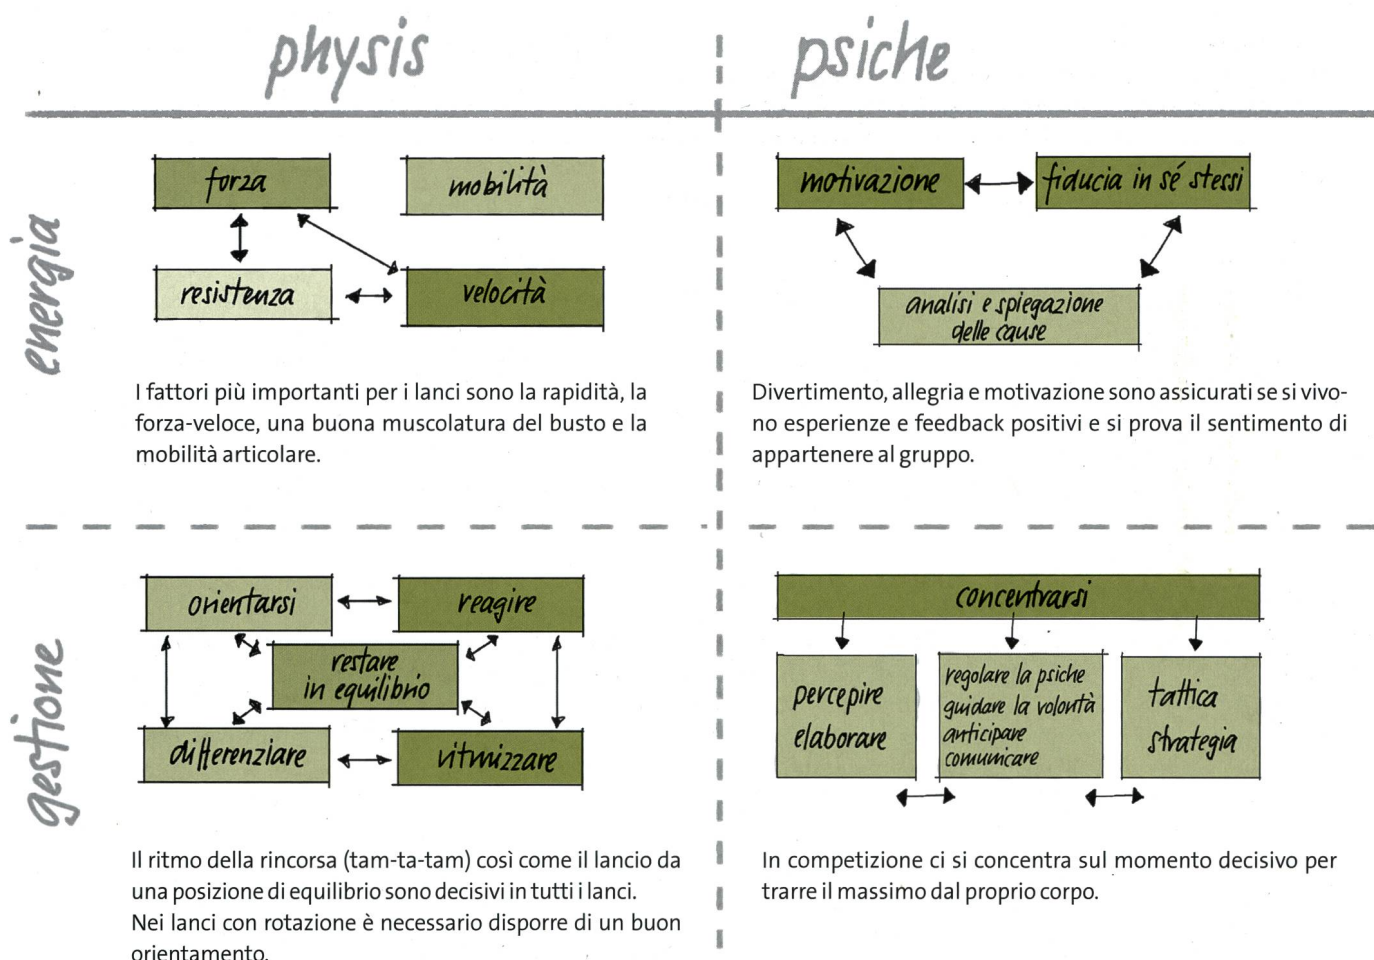 physis
psiche
energia
forza
mobilità
resistenza
velocità
I fattori più importanti per i lanci sono la rapidità, la
forza-veloce, una buona muscolatura del busto e la
mobilità articolare.
motivazione
fiducia in sé stessi
analisi e spiegazione
delle cause
Divertimento, allegria e motivazione sono assicurati se si vivo-
no esperienze e feedback positivi e si prova il sentimento di
appartenere al gruppo.
gestione
orientarsi
reagire
restare
in equilibrio
differenziare
ritmizzare
Il ritmo della rincorsa (tam-ta-tam) così come il lancio da
una posizione di equilibrio sono decisivi in tutti i lanci.
Nei lanci con rotazione è necessario disporre di un buon
orientamento.
concentrarsi
percepire
elaborare
regolare la psiche
guidare la volontà
anticipare
comunicare
tattica
strategia
In competizione ci si concentra sul momento decisivo per
trarre il massimo dal proprio corpo.